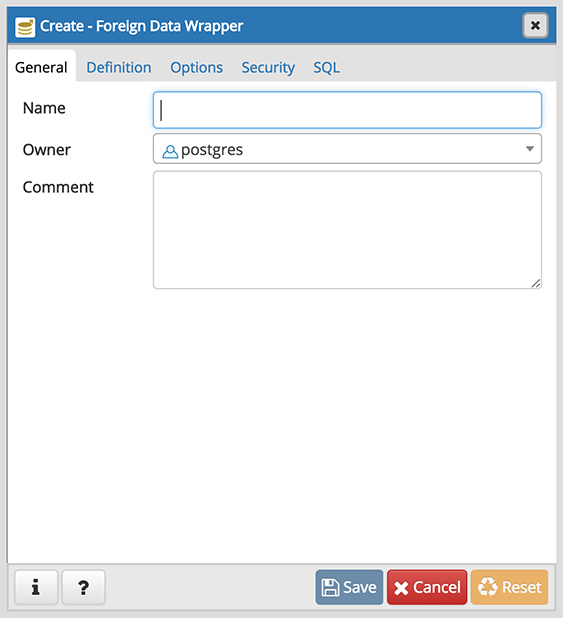 Create - Foreign Data Wrapper
General Definition Options Security SQL
Name
Owner postgres
Comment
i ? Save Cancel Reset